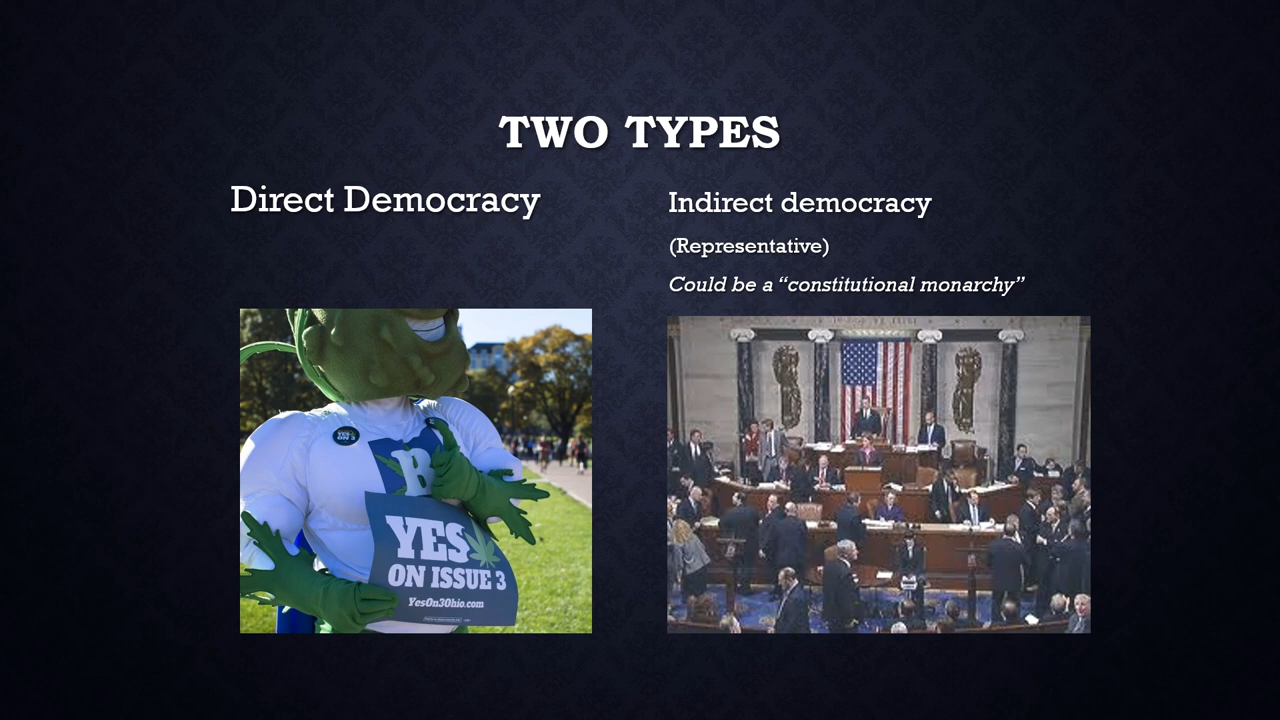 TWO TYPES
Direct Democracy
Indirect democracy
(Representative)
Could be a “constitutional monarchy”
YES
ON 3
B
YES
ON ISSUE 3
YesOn3Ohio.com